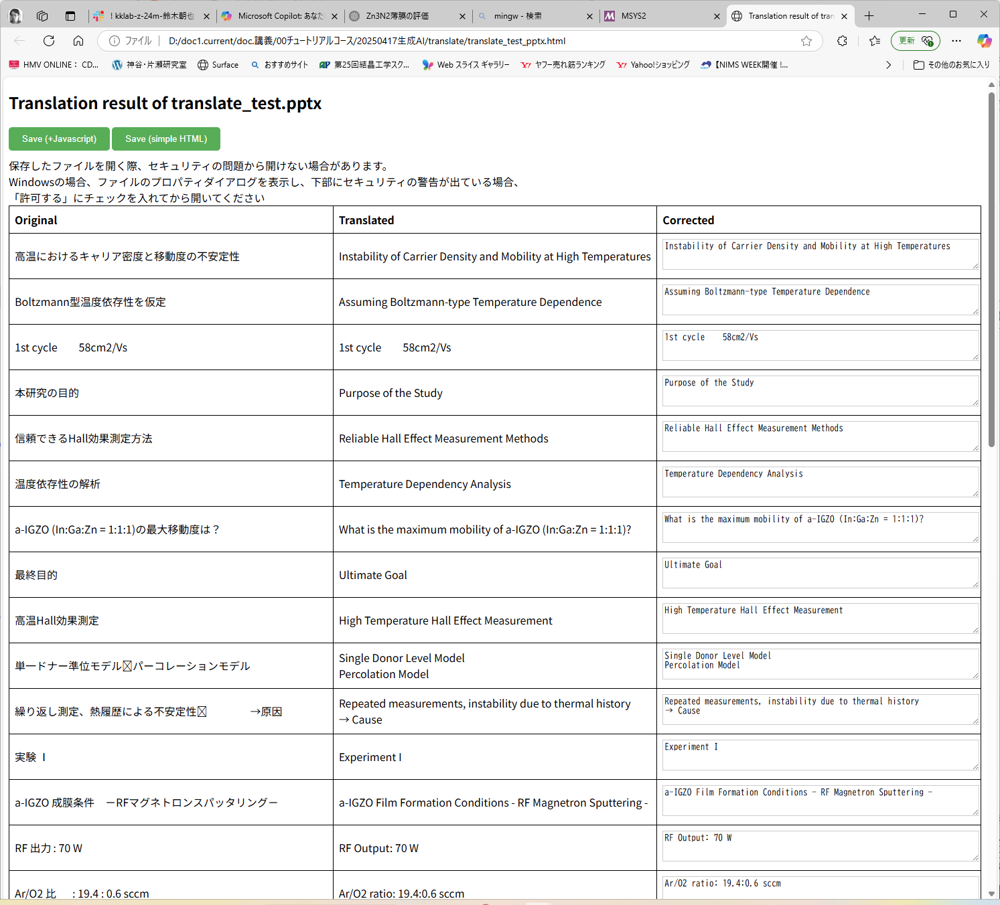 ! kklab-z-24m-鈴木朝也
Microsoft Copilot: あなた
Zn3N2薄膜の評価
mingw - 検索
MSYS2
Translation result of tran
ファイル
D:/doc1.current/doc.講義/00チュートリアルコース/20250417生成AI/translate/translate_test_pptx.html
更新
HMV ONLINE： CD...
神谷・片瀬研究室
Surface
おすすめサイト
第25回結晶工学スク...
Web スライス ギャラリー
ヤフー売れ筋ランキング
Yahoo!ショッピング
【NIMS WEEK開催 !...
その他のお気に入り
Translation result of translate_test.pptx
Save (+Javascript)
Save (simple HTML)
保存したファイルを開く際、セキュリティの問題から開けない場合があります。
Windowsの場合、ファイルのプロパティダイアログを表示し、下部にセキュリティの警告が出ている場合、
「許可する」にチェックを入れてから開いてください
Original
Translated
Corrected
高温におけるキャリア密度と移動度の不安定性
Instability of Carrier Density and Mobility at High Temperatures
Instability of Carrier Density and Mobility at High Temperatures
Boltzmann型温度依存性を仮定
Assuming Boltzmann-type Temperature Dependence
Assuming Boltzmann-type Temperature Dependence
1st cycle　　58cm2/Vs
1st cycle　　58cm2/Vs
1st cycle　　58cm2/Vs
本研究の目的
Purpose of the Study
Purpose of the Study
信頼できるHall効果測定方法
Reliable Hall Effect Measurement Methods
Reliable Hall Effect Measurement Methods
温度依存性の解析
Temperature Dependency Analysis
Temperature Dependency Analysis
a-IGZO (In:Ga:Zn = 1:1:1)の最大移動度は？
What is the maximum mobility of a-IGZO (In:Ga:Zn = 1:1:1)?
What is the maximum mobility of a-IGZO (In:Ga:Zn = 1:1:1)?
最終目的
Ultimate Goal
Ultimate Goal
高温Hall効果測定
High Temperature Hall Effect Measurement
High Temperature Hall Effect Measurement
単一ドナー準位モデル パーコレーションモデル
Single Donor Level Model
Percolation Model
Single Donor Level Model
Percolation Model
繰り返し測定、熱履歴による不安定性　　　　→原因
Repeated measurements, instability due to thermal history
→ Cause
Repeated measurements, instability due to thermal history
→ Cause
実験 Ⅰ
Experiment I
Experiment I
a-IGZO 成膜条件　ーRFマグネトロンスパッタリングー
a-IGZO Film Formation Conditions - RF Magnetron Sputtering -
a-IGZO Film Formation Conditions - RF Magnetron Sputtering -
RF 出力 : 70 W
RF Output: 70 W
RF Output: 70 W
Ar/O2 比　 : 19.4 : 0.6 sccm
Ar/O2 ratio: 19.4:0.6 sccm
Ar/O2 ratio: 19.4:0.6 sccm